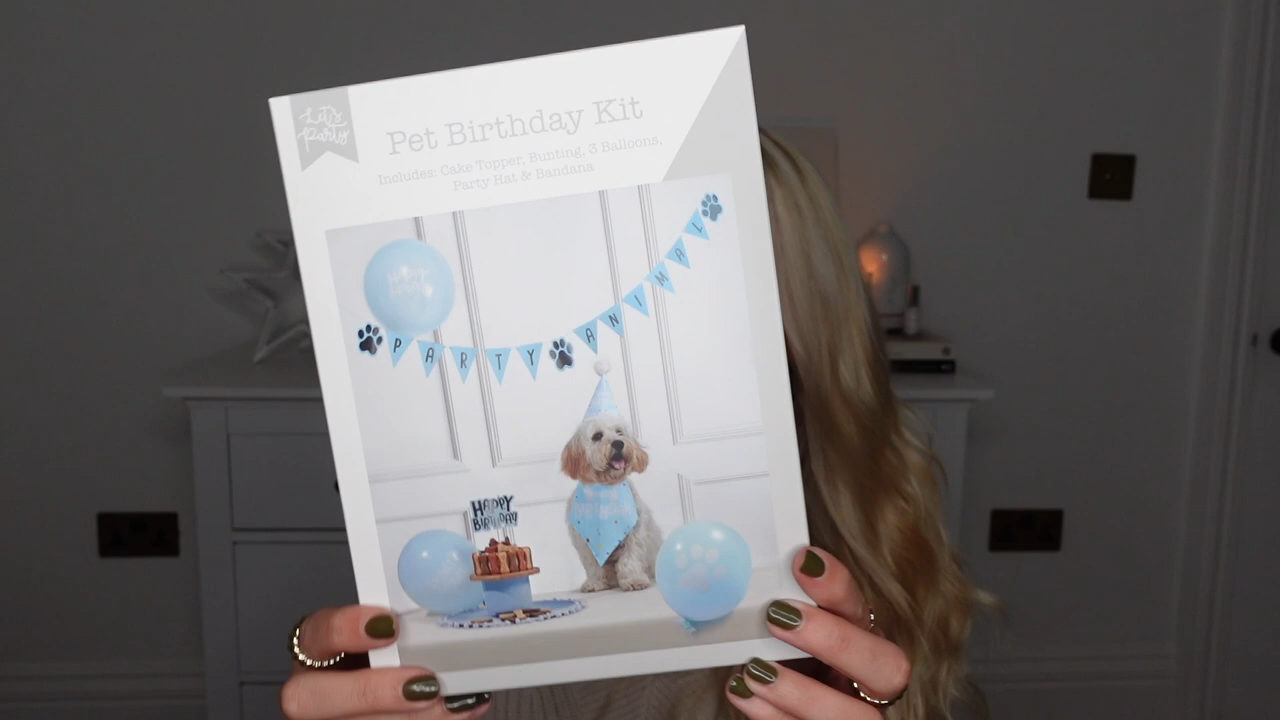 Let's
Party
Pet Birthday Kit
Includes: Cake Topper, Bunting, 3 Balloons,
Party Hat & Bandana
PARTY ANIMAL
HAPPY
BIRTHDAY